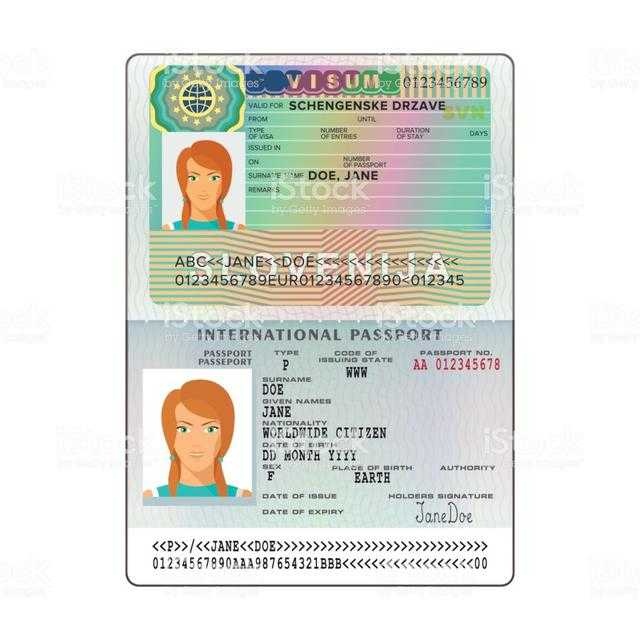 VISUM 0123456789
VALID FOR SCHENGENSKE DRZAVE
SVN
FROM UNTIL
TYPE OF VISA NUMBER OF ENTRIES DURATION OF STAY DAYS
ISSUED IN
ON NUMBER OF PASSPORT
SURNAME NAME DOE, JANE
REMARKS
ABC<<JANE<<DOE<<<<<<<<<<<<<<<<<
SLOVENIJA
0123456789EUR01234567890<012345
INTERNATIONAL PASSPORT
PASSPORT TYPE CODE OF ISSUING STATE PASSPORT NO.
PASSEPORT P WWW AA 012345678
SURNAME
DOE
GIVEN NAMES
JANE
NATIONALITY
WORLDWIDE CITIZEN
DATE OF BIRTH
DD MONTH YYYY
SEX PLACE OF BIRTH AUTHORITY
F EARTH
DATE OF ISSUE HOLDERS SIGNATURE
DATE OF EXPIRY JaneDoe
<<P>>/<<JANE<<DOE>>>>>>>>>>>>>>>>>>>>>>>>>>>
01234567890AAA987654321BBB<<<<<<<<<<<<<<<<00
iStock
by Getty Images